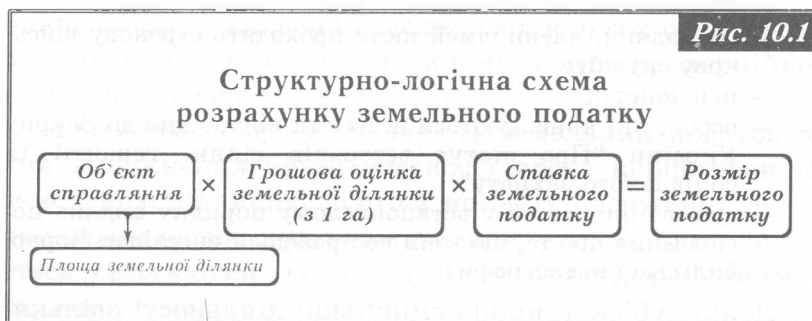 Рис. 10.1
Структурно-логічна схема
розрахунку земельного податку
Об`єкт
справляння
×
Грошова оцінка
земельної ділянки
(1 га)
×
Ставка
земельного
податку
=
Розмір
земельного
податку
Площа земельної ділянки